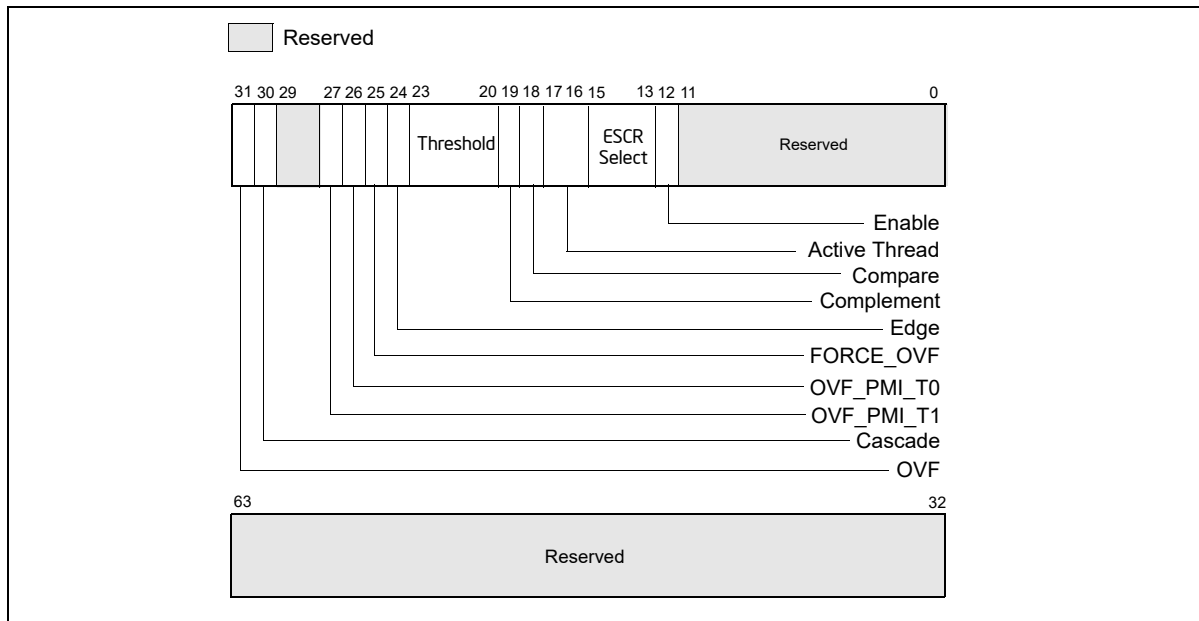 Reserved
31 30 29 27 26 25 24 23 20 19 18 17 16 15 13 12 11 0
Threshold
ESCR
Select
Reserved
Enable
Active Thread
Compare
Complement
Edge
FORCE_OVF
OVF_PMI_T0
OVF_PMI_T1
Cascade
OVF
63 32
Reserved